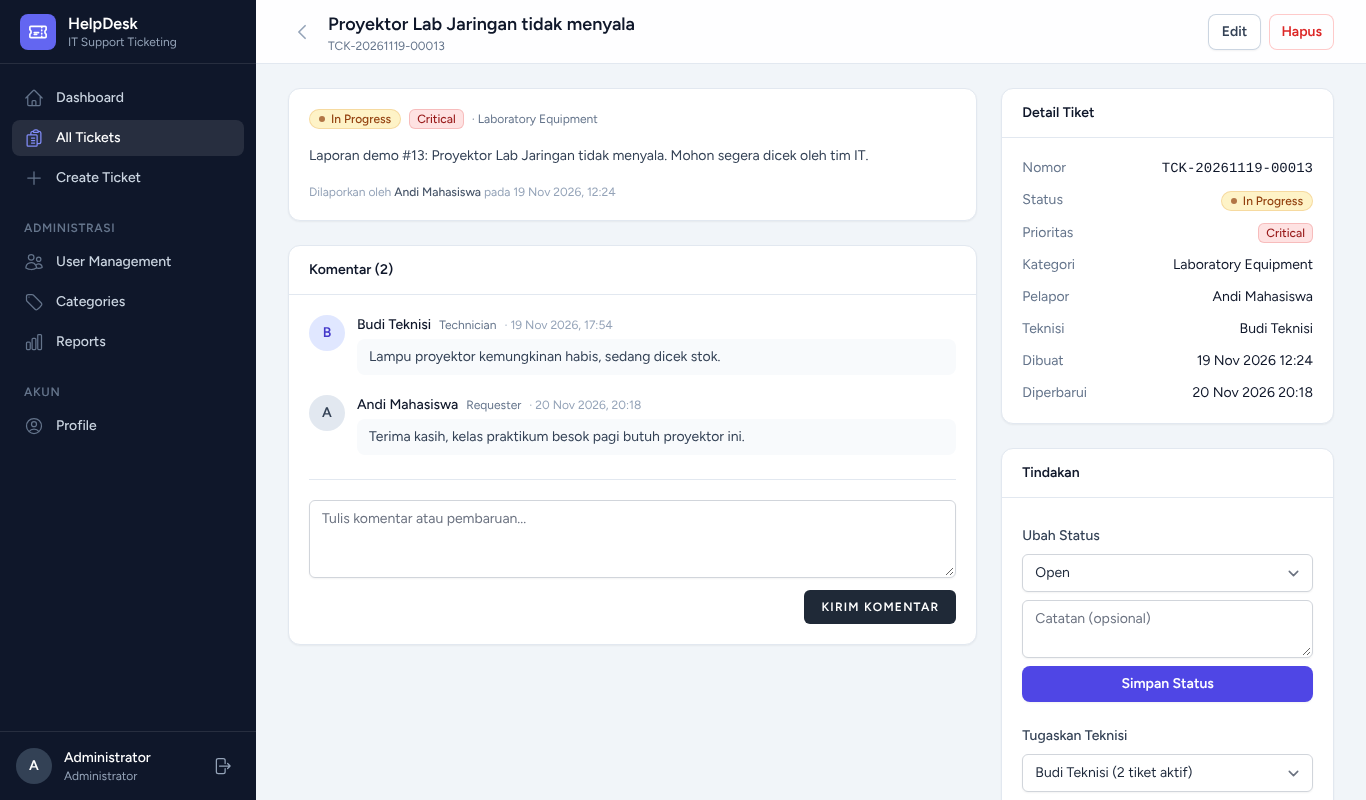 HelpDesk
IT Support Ticketing
Dashboard
All Tickets
Create Ticket
ADMINISTRASI
User Management
Categories
Reports
AKUN
Profile
A
Administrator
Administrator
Proyektor Lab Jaringan tidak menyala
TCK-20261119-00013
Edit
Hapus
In Progress Critical · Laboratory Equipment
Laporan demo #13: Proyektor Lab Jaringan tidak menyala. Mohon segera dicek oleh tim IT.
Dilaporkan oleh Andi Mahasiswa pada 19 Nov 2026, 12:24
Komentar (2)
B
Budi Teknisi Technician · 19 Nov 2026, 17:54
Lampu proyektor kemungkinan habis, sedang dicek stok.
A
Andi Mahasiswa Requester · 20 Nov 2026, 20:18
Terima kasih, kelas praktikum besok pagi butuh proyektor ini.
Tulis komentar atau pembaruan...
KIRIM KOMENTAR
Detail Tiket
Nomor TCK-20261119-00013
Status In Progress
Prioritas Critical
Kategori Laboratory Equipment
Pelapor Andi Mahasiswa
Teknisi Budi Teknisi
Dibuat 19 Nov 2026 12:24
Diperbarui 20 Nov 2026 20:18
Tindakan
Ubah Status
Open
Catatan (opsional)
Simpan Status
Tugaskan Teknisi
Budi Teknisi (2 tiket aktif)